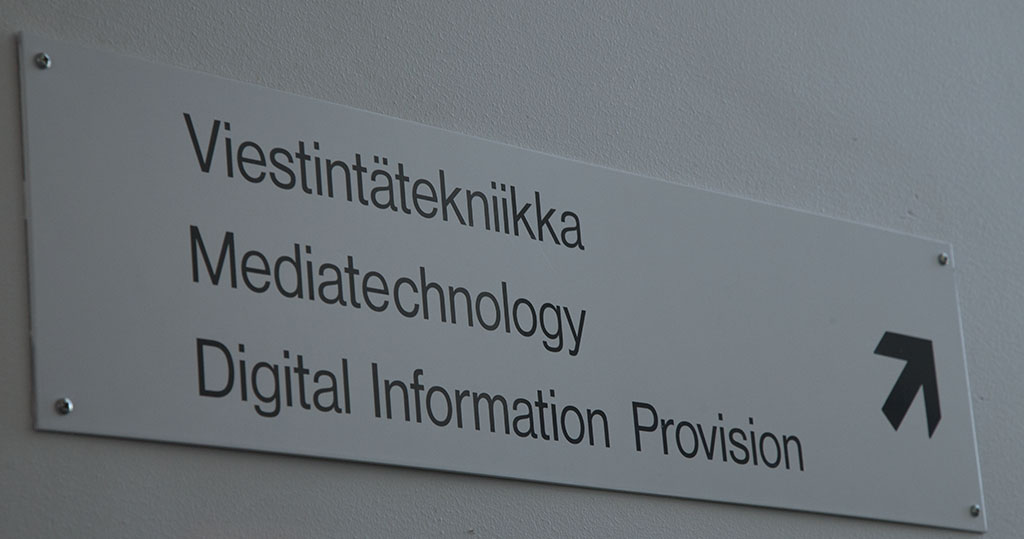 Viestintätekniikka
Mediatechnology
Digital Information Provision